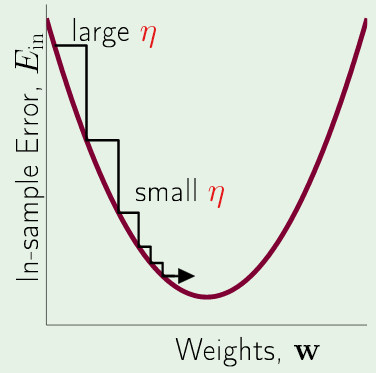 large η
small η
In-sample Error, E_in
Weights, w